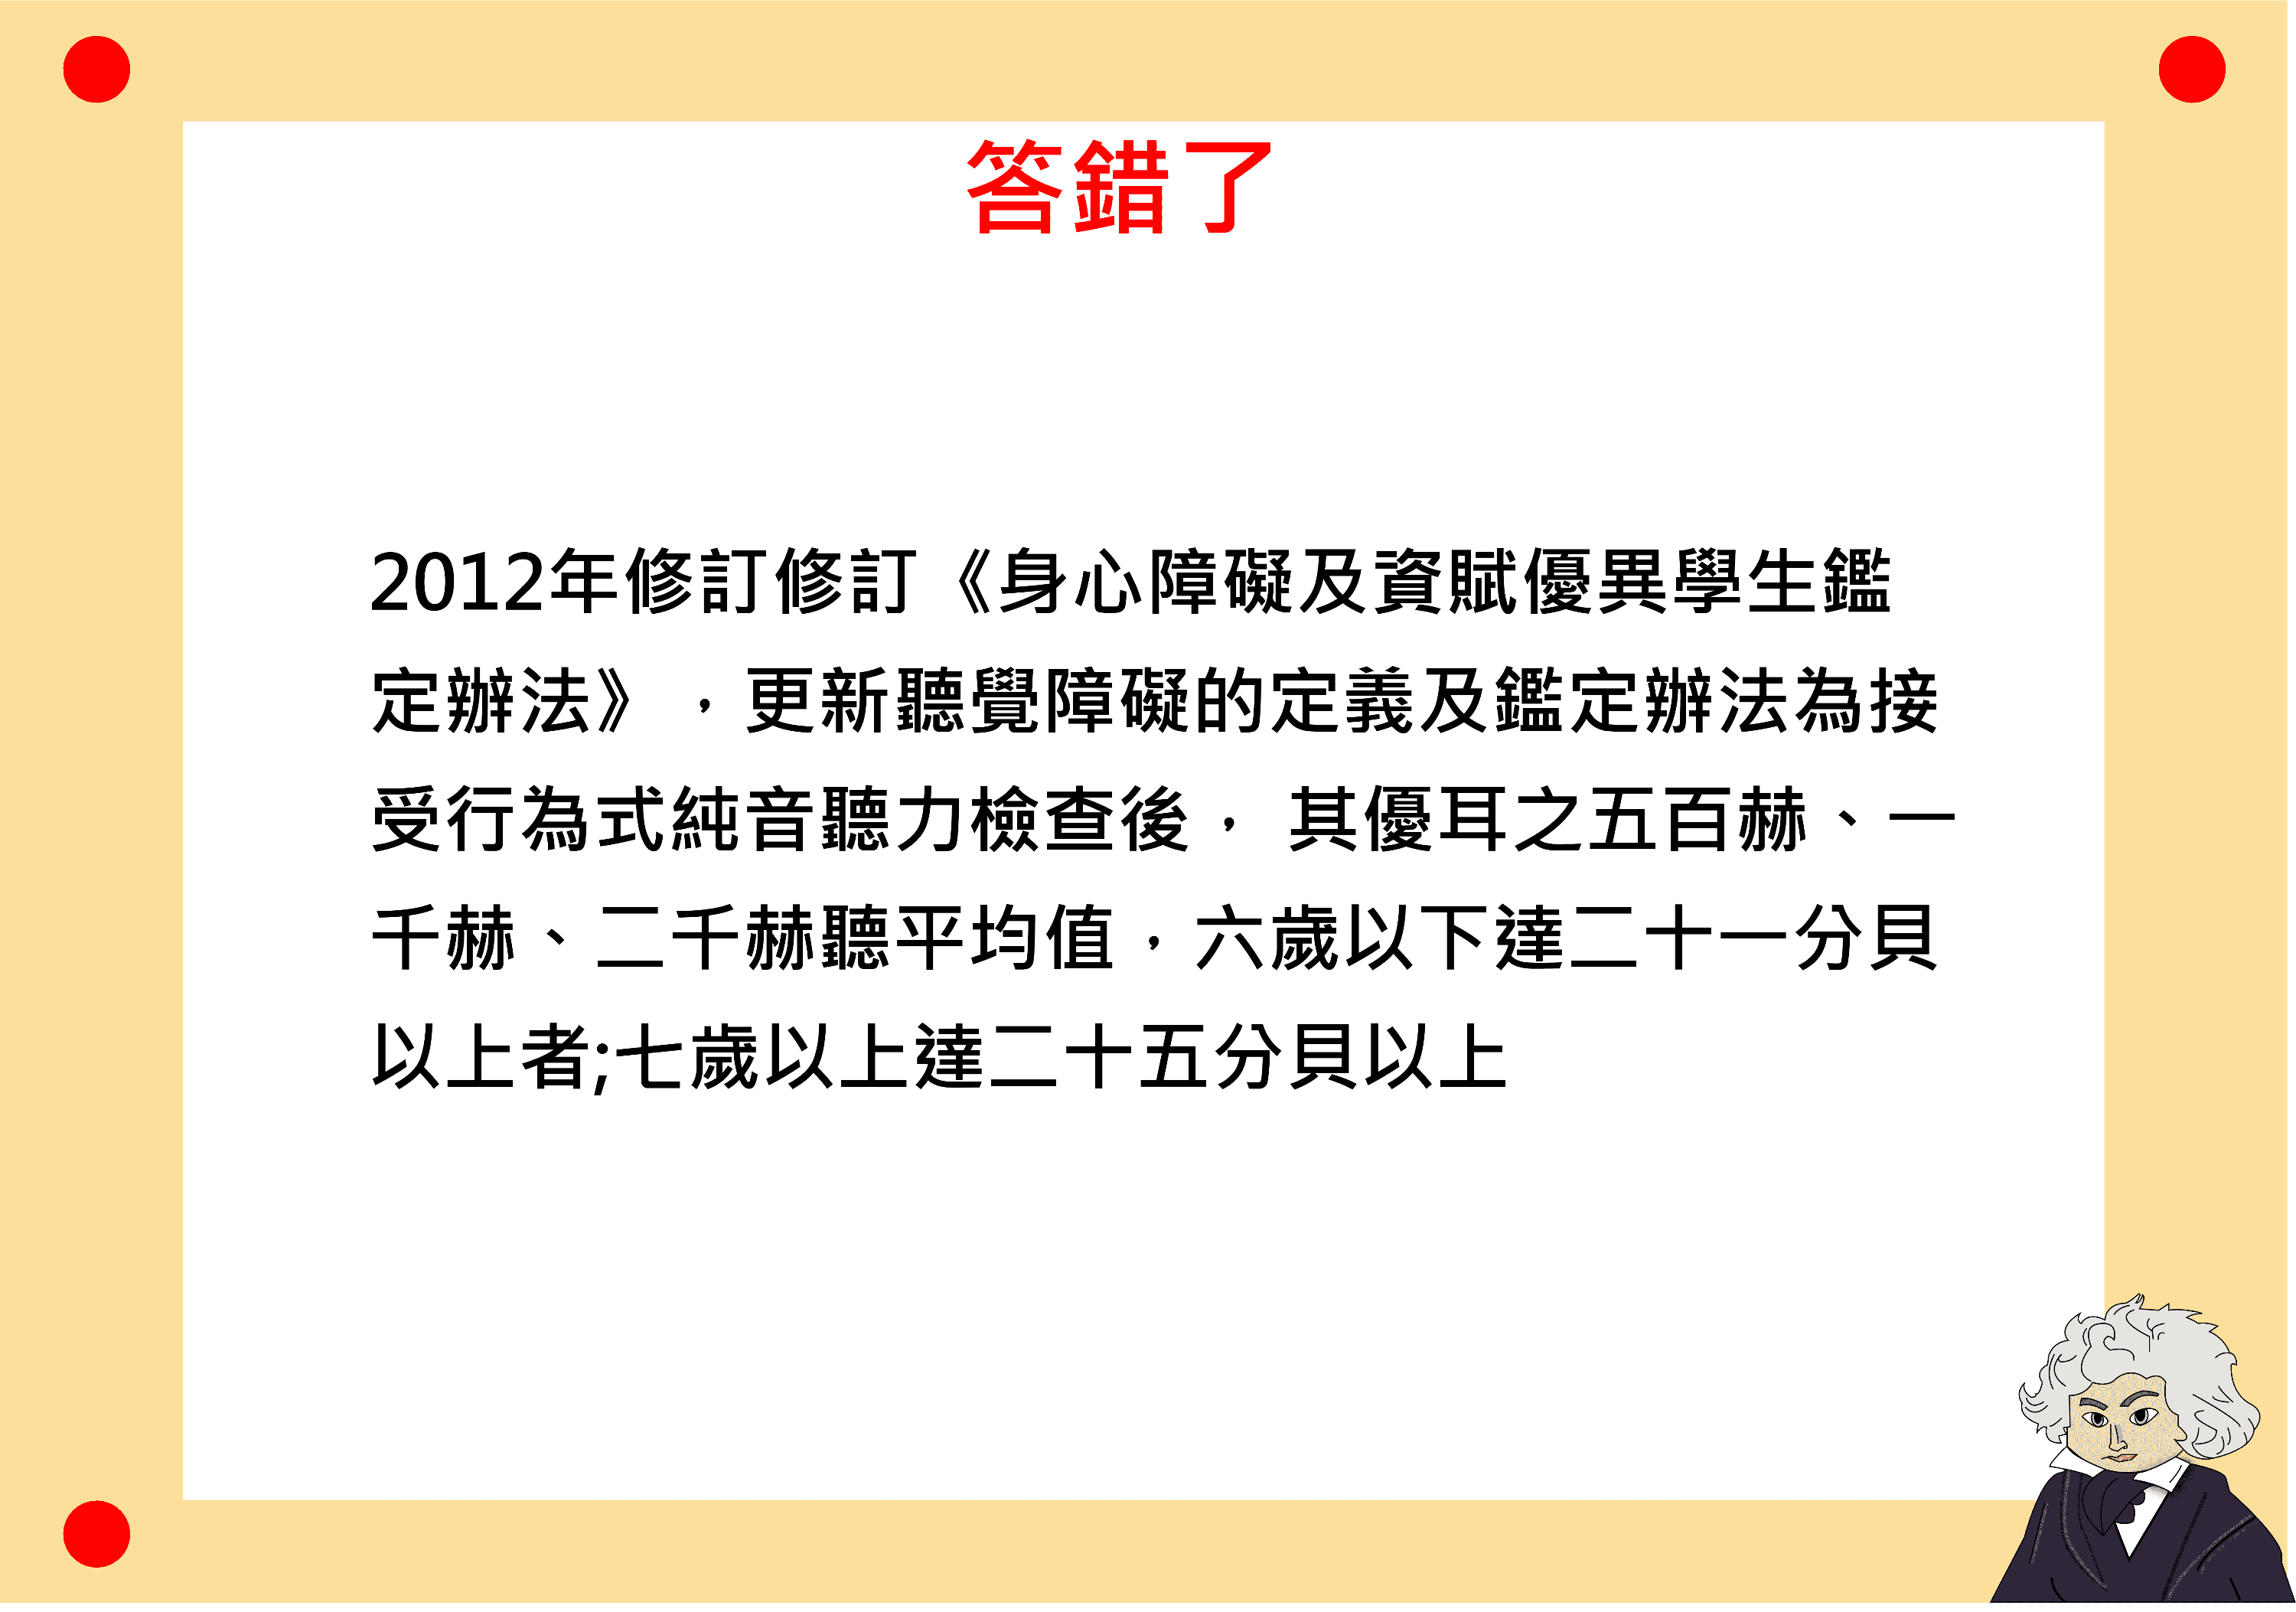 答錯了
2012年修訂修訂《身心障礙及資賦優異學生鑑
定辦法》，更新聽覺障礙的定義及鑑定辦法為接
受行為式純音聽力檢查後， 其優耳之五百赫、一
千赫、二千赫聽平均值，六歲以下達二十一分貝
以上者;七歲以上達二十五分貝以上